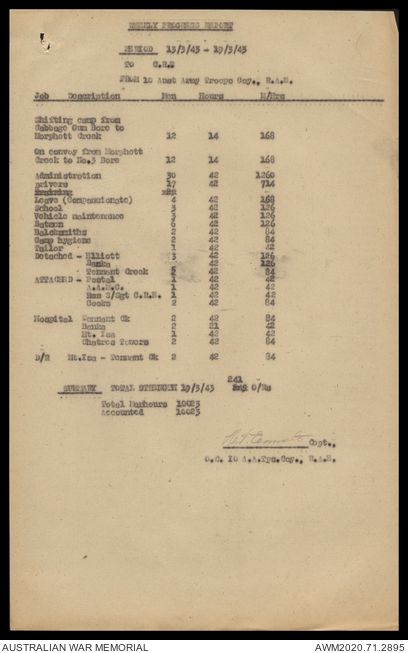 WEEKLY PROGRESS REPORT
PERIOD 13/3/43 - 19/3/43
TO C.R.E
FROM 10 Aust Army Troops Coy., R.A.E.
Job Description Men Hours M/Hrs
Shifting camp from
Cabbage Gum Bore to
Morphett Creek 12 14 168
On convoy from Morphett
Creek to No.3 Bore 12 14 168
Administration 30 42 1260
Drivers 17 42 714
Leave (Compassionate) 4 42 168
School 3 42 126
Vehicle maintenance 3 42 126
Batmen 6 42 126
Balcksmiths 2 42 84
Camp hygiene 2 42 84
Tailor 1 42 42
Detached - Elliott 3 42 126
Banka 42 126
Tennant Creek 5 42 84
ATTACHED - Postal 1 42 42
A.A.M.C. 1 42 42
Man S/Sgt C.R.E. 1 42 42
Cooks 2 42 84
Hospital Tennant Ck 2 42 84
Banka 2 21 42
Mt. Isa 1 42 42
Chatres Towers 2 42 84
D/R Mt.Isa - Tennant Ck 2 42 84
SUMMARY TOTAL STRENGTH 19/3/43 241 O/Rs
Total Manhours 10023
Accounted 10023
Capt.,
O.C. 10 A.A.Tps.Coy., R.A.E.
AUSTRALIAN WAR MEMORIAL
AWM2020.71.2895